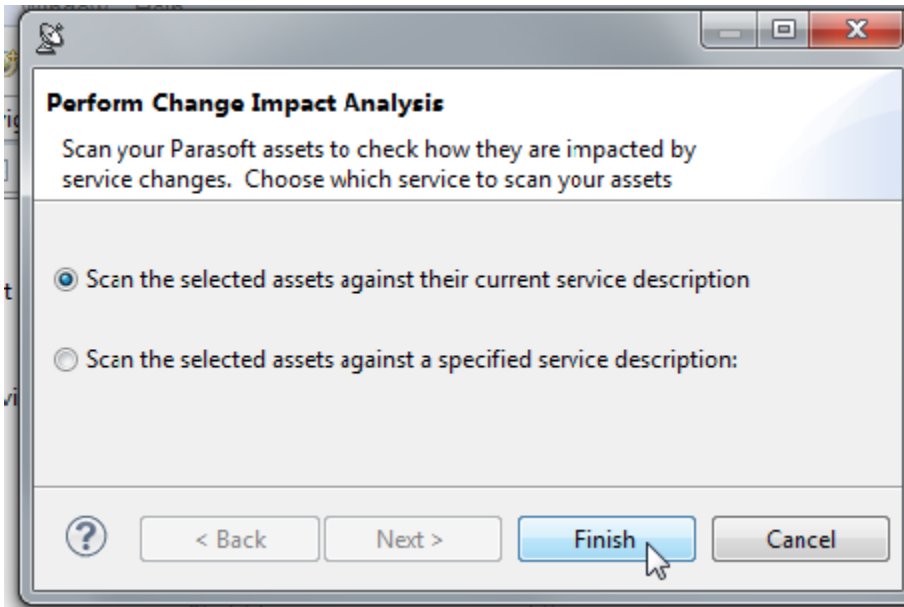 Perform Change Impact Analysis
Scan your Parasoft assets to check how they are impacted by
service changes.  Choose which service to scan your assets
Scan the selected assets against their current service description
Scan the selected assets against a specified service description:
?
< Back
Next >
Finish
Cancel